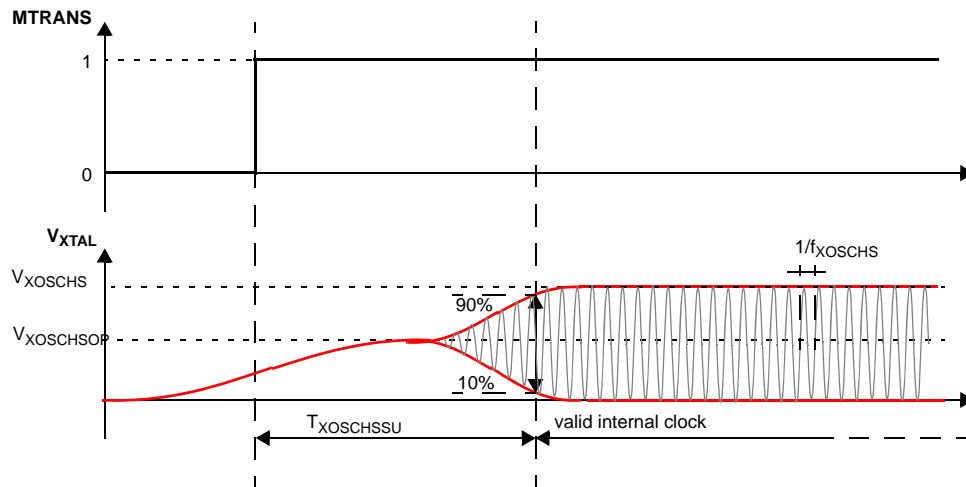 MTRANS
1
0
VXTAL
VXOSCHS
1/fXOSCHS
90%
VXOSCHSOP
10%
TXOSCHSSU
valid internal clock